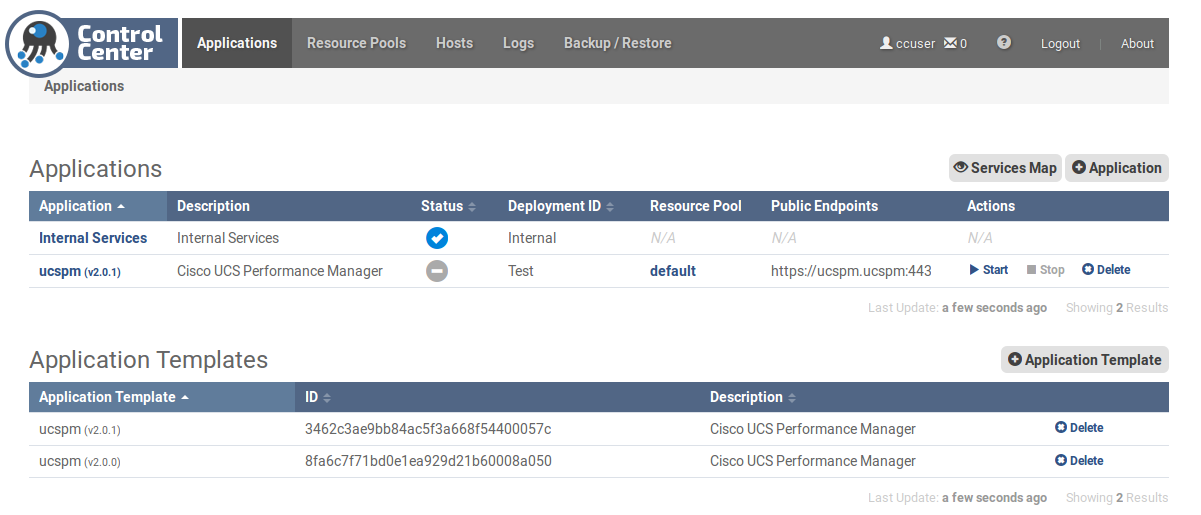 Control Center Applications Resource Pools Hosts Logs Backup / Restore ccuser 0 ? Logout | About
Applications
Applications Services Map Application
Application Description Status Deployment ID Resource Pool Public Endpoints Actions
Internal Services Internal Services Internal N/A N/A N/A
ucspm (v2.0.1) Cisco UCS Performance Manager Test default https://ucspm.ucspm:443 Start Stop Delete
Last Update: a few seconds ago Showing 2 Results
Application Templates Application Template
Application Template ID Description
ucspm (v2.0.1) 3462c3ae9bb84ac5f3a668f54400057c Cisco UCS Performance Manager Delete
ucspm (v2.0.0) 8fa6c7f71bd0e1ea929d21b60008a050 Cisco UCS Performance Manager Delete
Last Update: a few seconds ago Showing 2 Results